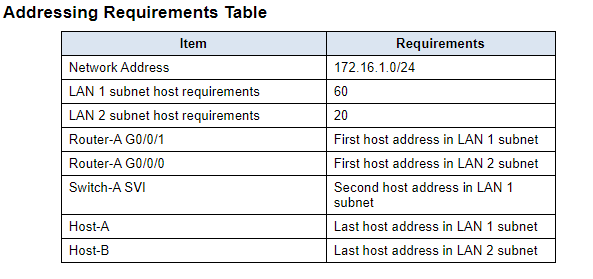 Addressing Requirements Table
Item Requirements
Network Address 172.16.1.0/24
LAN 1 subnet host requirements 60
LAN 2 subnet host requirements 20
Router-A G0/0/1 First host address in LAN 1 subnet
Router-A G0/0/0 First host address in LAN 2 subnet
Switch-A SVI Second host address in LAN 1
subnet
Host-A Last host address in LAN 1 subnet
Host-B Last host address in LAN 2 subnet